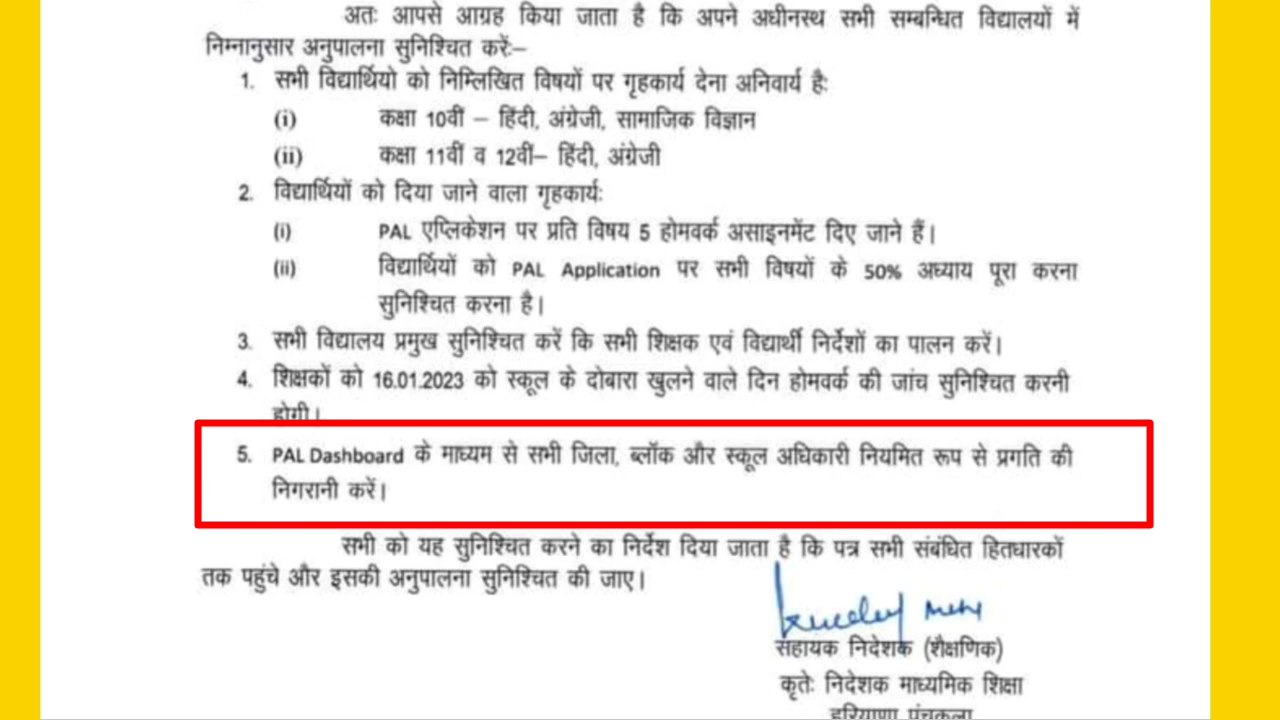 अतः आपसे आग्रह किया जाता है कि अपने अधीनस्थ सभी सम्बन्धित विद्यालयों में
निम्नानुसार अनुपालना सुनिश्चित करें:–
1. सभी विद्यार्थियो को निम्लिखित विषयों पर गृहकार्य देना अनिवार्य है:
(i) कक्षा 10वीं – हिंदी, अंग्रेजी, सामाजिक विज्ञान
(ii) कक्षा 11वीं व 12वीं– हिंदी, अंग्रेजी
2. विद्यार्थियों को दिया जाने वाला गृहकार्य:
(i) PAL एप्लिकेशन पर प्रति विषय 5 होमवर्क असाइनमेंट दिए जाने हैं।
(ii) विद्यार्थियों को PAL Application पर सभी विषयों के 50% अध्याय पूरा करना
सुनिश्चित करना है।
3. सभी विद्यालय प्रमुख सुनिश्चित करें कि सभी शिक्षक एवं विद्यार्थी निर्देशों का पालन करें।
4. शिक्षकों को 16.01.2023 को स्कूल के दोबारा खुलने वाले दिन होमवर्क की जांच सुनिश्चित करनी
होगी।
5. PAL Dashboard के माध्यम से सभी जिला, ब्लॉक और स्कूल अधिकारी नियमित रूप से प्रगति की
निगरानी करें।
सभी को यह सुनिश्चित करने का निर्देश दिया जाता है कि पत्र सभी संबंधित हितधारकों
तक पहुंचे और इसकी अनुपालना सुनिश्चित की जाए।
सहायक निदेशक (शैक्षणिक)
कृतेः निदेशक माध्यमिक शिक्षा
हरियाणा पंचकूला